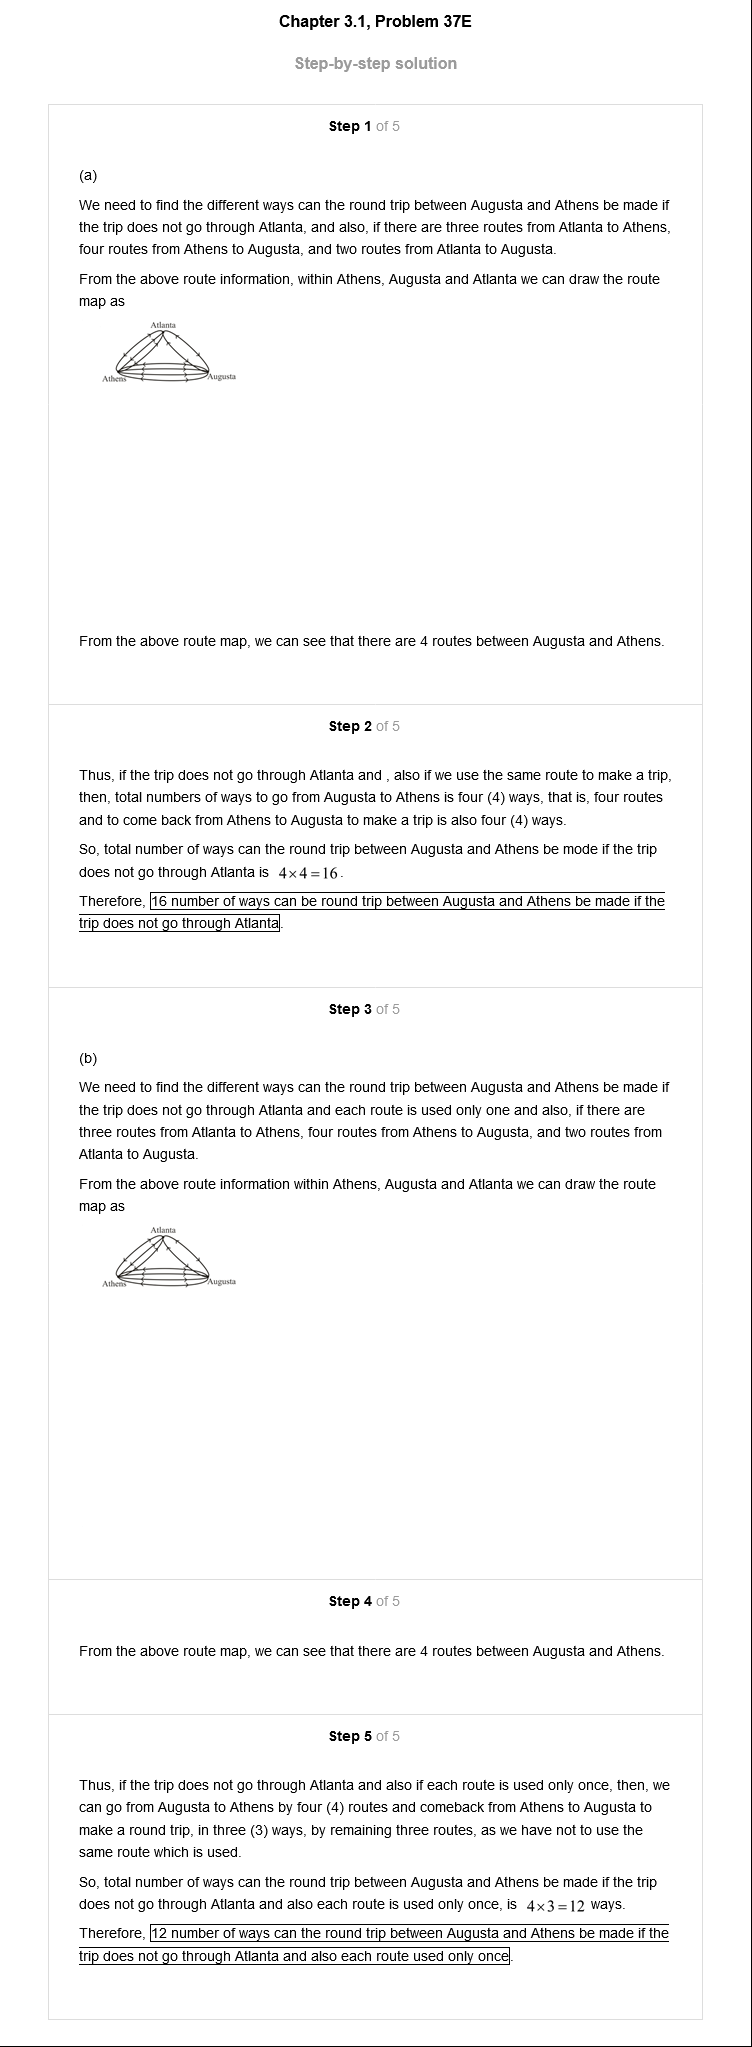 Chapter 3.1, Problem 37E
Step-by-step solution
Step 1 of 5
(a)
We need to find the different ways can the round trip between Augusta and Athens be made if
the trip does not go through Atlanta, and also, if there are three routes from Atlanta to Athens,
four routes from Athens to Augusta, and two routes from Atlanta to Augusta.
From the above route information, within Athens, Augusta and Atlanta we can draw the route
map as
Atlanta
Athens
Augusta
From the above route map, we can see that there are 4 routes between Augusta and Athens.
Step 2 of 5
Thus, if the trip does not go through Atlanta and , also if we use the same route to make a trip,
then, total numbers of ways to go from Augusta to Athens is four (4) ways, that is, four routes
and to come back from Athens to Augusta to make a trip is also four (4) ways.
So, total number of ways can the round trip between Augusta and Athens be mode if the trip
does not go through Atlanta is 4×4=16.
Therefore, 16 number of ways can be round trip between Augusta and Athens be made if the
trip does not go through Atlanta.
Step 3 of 5
(b)
We need to find the different ways can the round trip between Augusta and Athens be made if
the trip does not go through Atlanta and each route is used only one and also, if there are
three routes from Atlanta to Athens, four routes from Athens to Augusta, and two routes from
Atlanta to Augusta.
From the above route information within Athens, Augusta and Atlanta we can draw the route
map as
Atlanta
Athens
Augusta
Step 4 of 5
From the above route map, we can see that there are 4 routes between Augusta and Athens.
Step 5 of 5
Thus, if the trip does not go through Atlanta and also if each route is used only once, then, we
can go from Augusta to Athens by four (4) routes and comeback from Athens to Augusta to
make a round trip, in three (3) ways, by remaining three routes, as we have not to use the
same route which is used.
So, total number of ways can the round trip between Augusta and Athens be made if the trip
does not go through Atlanta and also each route is used only once, is 4×3=12 ways.
Therefore, 12 number of ways can the round trip between Augusta and Athens be made if the
trip does not go through Atlanta and also each route used only once.